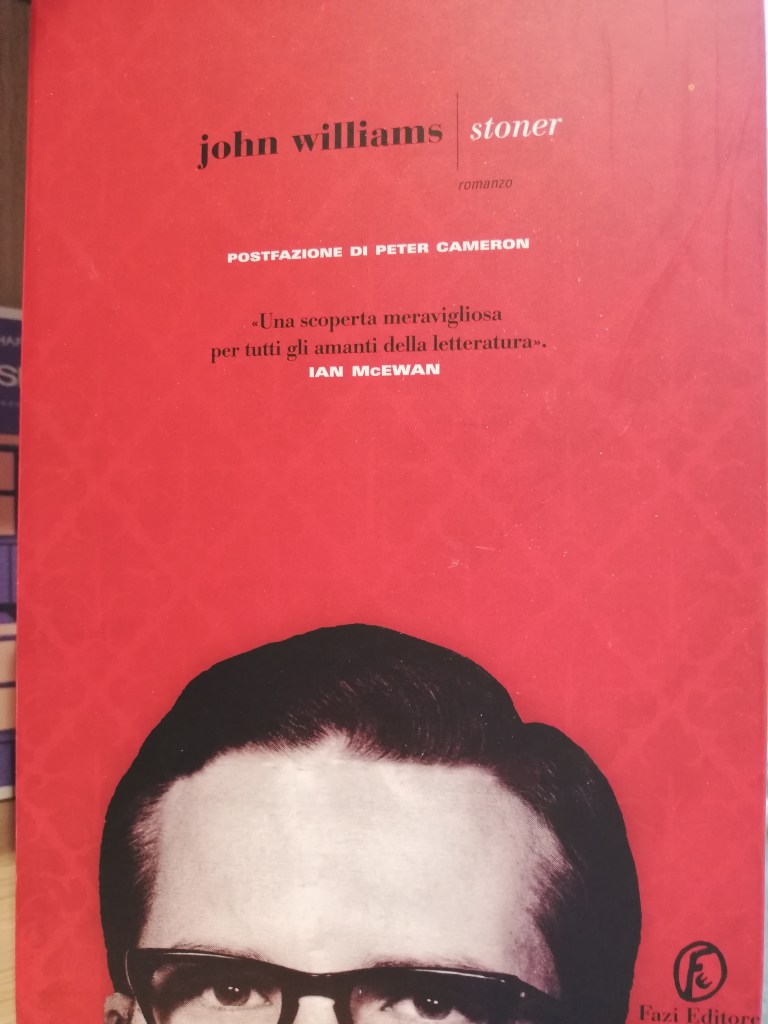 john williams | stoner
romanzo
POSTFAZIONE DI PETER CAMERON
«Una scoperta meravigliosa
per tutti gli amanti della letteratura».
IAN McEWAN
Fe
Fazi Editore